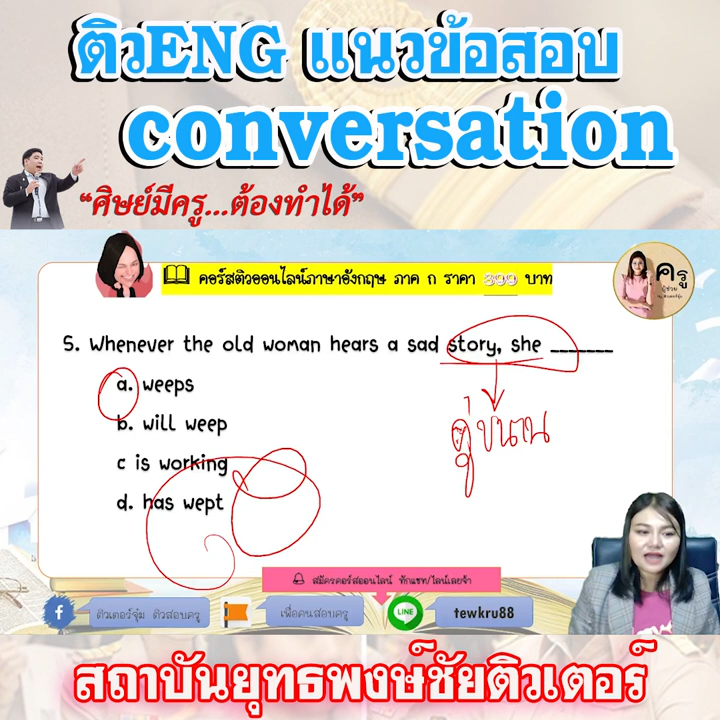 ติวENG แนวข้อสอบ
conversation
“ศิษย์มีครู...ต้องทำได้”
คอร์สติวออนไลน์ภาษาอังกฤษ ภาค ก ราคา 399 บาท
ครู
ผู้ช่วย
5. Whenever the old woman hears a sad story, she _______
a. weeps
b. will weep
c is working
d. has wept
คู่ขนาน
สมัครคอร์สออนไลน์ ทักแชท/ไลน์เลยจ้า
ติวเตอร์จุ๋ม ติวสอบครู
เพื่อคนสอบครู
LINE
tewkru88
สถาบันยุทธพงษ์ชัยติวเตอร์